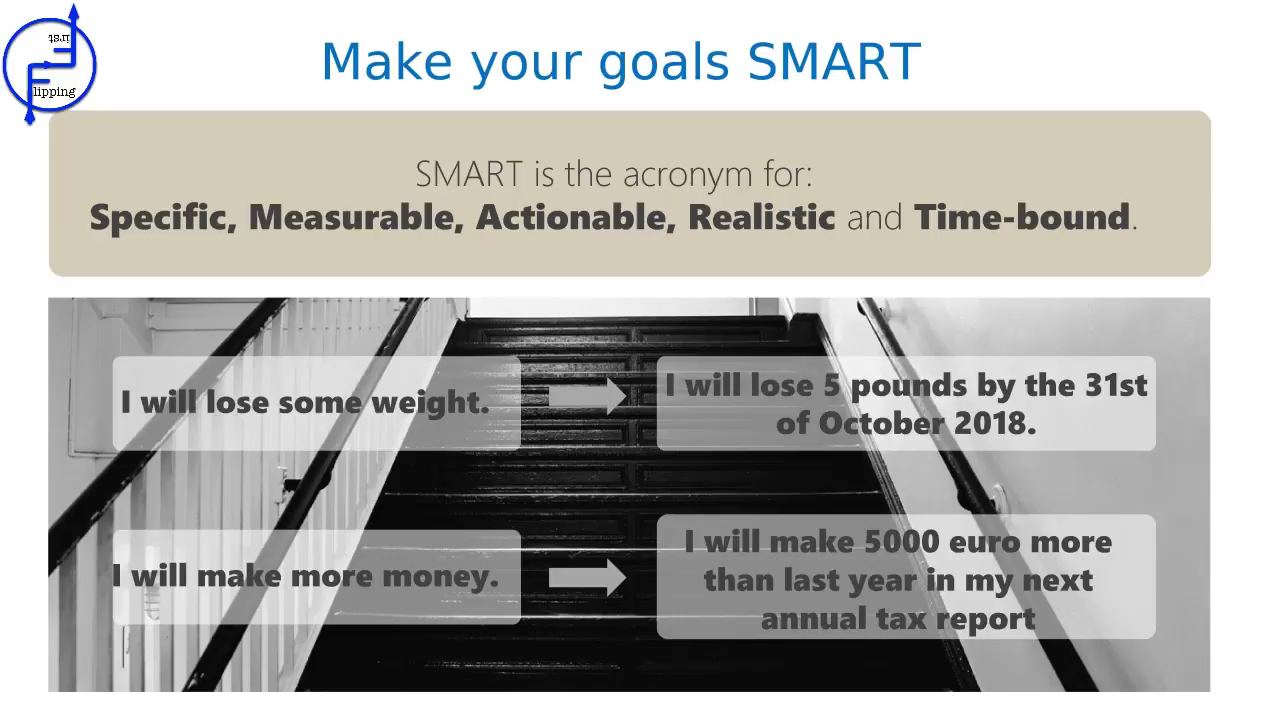 First
Flipping
Make your goals SMART
SMART is the acronym for:
Specific, Measurable, Actionable, Realistic and Time-bound.
I will lose some weight.
I will lose 5 pounds by the 31st
of October 2018.
I will make more money.
I will make 5000 euro more
than last year in my next
annual tax report